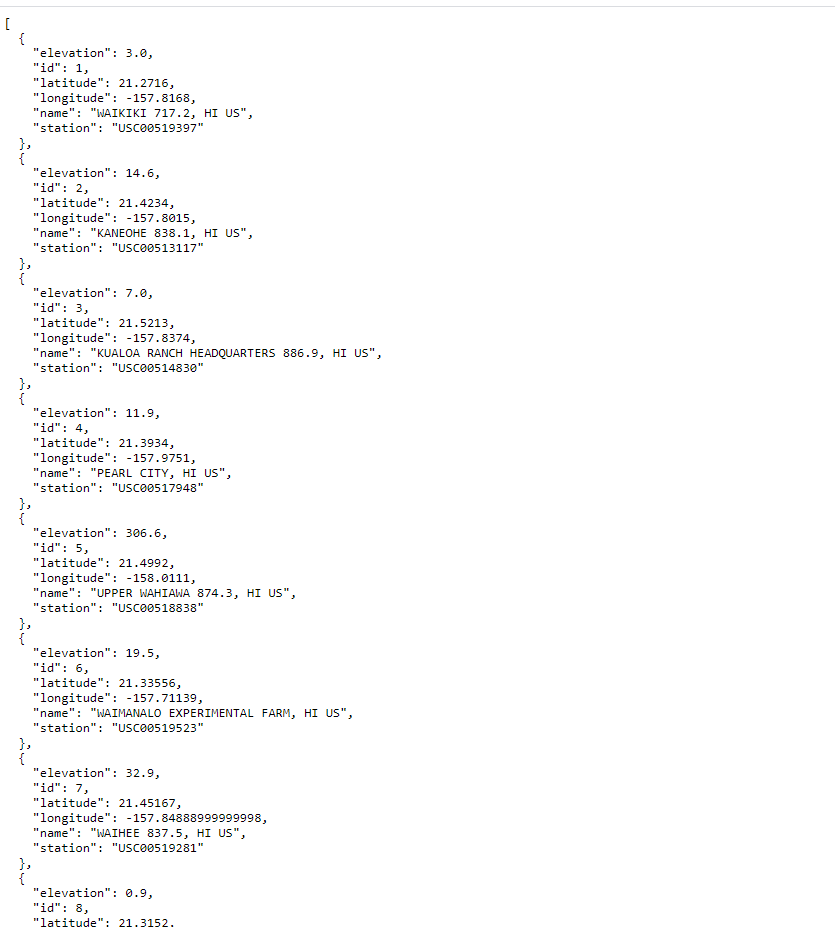 [
  {
    "elevation": 3.0,
    "id": 1,
    "latitude": 21.2716,
    "longitude": -157.8168,
    "name": "WAIKIKI 717.2, HI US",
    "station": "USC00519397"
  },
  {
    "elevation": 14.6,
    "id": 2,
    "latitude": 21.4234,
    "longitude": -157.8015,
    "name": "KANEOHE 838.1, HI US",
    "station": "USC00513117"
  },
  {
    "elevation": 7.0,
    "id": 3,
    "latitude": 21.5213,
    "longitude": -157.8374,
    "name": "KUALOA RANCH HEADQUARTERS 886.9, HI US",
    "station": "USC00514830"
  },
  {
    "elevation": 11.9,
    "id": 4,
    "latitude": 21.3934,
    "longitude": -157.9751,
    "name": "PEARL CITY, HI US",
    "station": "USC00517948"
  },
  {
    "elevation": 306.6,
    "id": 5,
    "latitude": 21.4992,
    "longitude": -158.0111,
    "name": "UPPER WAHIAWA 874.3, HI US",
    "station": "USC00518838"
  },
  {
    "elevation": 19.5,
    "id": 6,
    "latitude": 21.33556,
    "longitude": -157.71139,
    "name": "WAIMANALO EXPERIMENTAL FARM, HI US",
    "station": "USC00519523"
  },
  {
    "elevation": 32.9,
    "id": 7,
    "latitude": 21.45167,
    "longitude": -157.84888999999998,
    "name": "WAIHEE 837.5, HI US",
    "station": "USC00519281"
  },
  {
    "elevation": 0.9,
    "id": 8,
    "latitude": 21.3152.